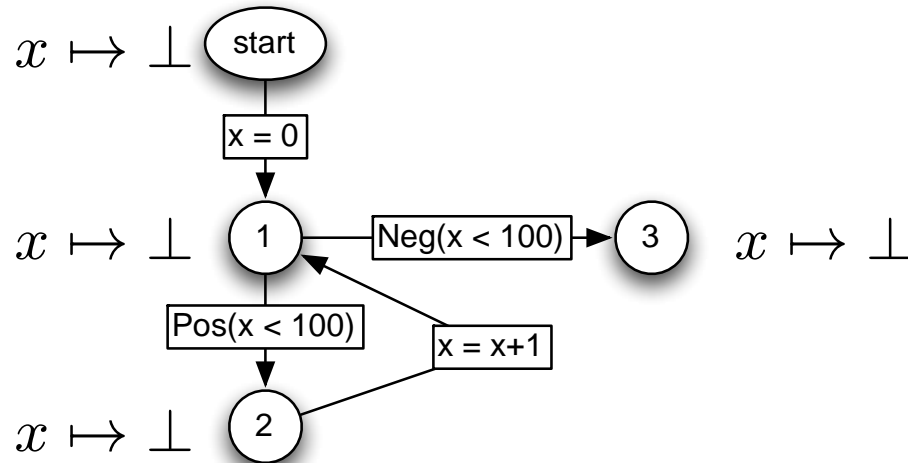 x ↦ ⊥
start
x = 0
x ↦ ⊥
1
Neg(x < 100)
3
x ↦ ⊥
Pos(x < 100)
x = x+1
x ↦ ⊥
2